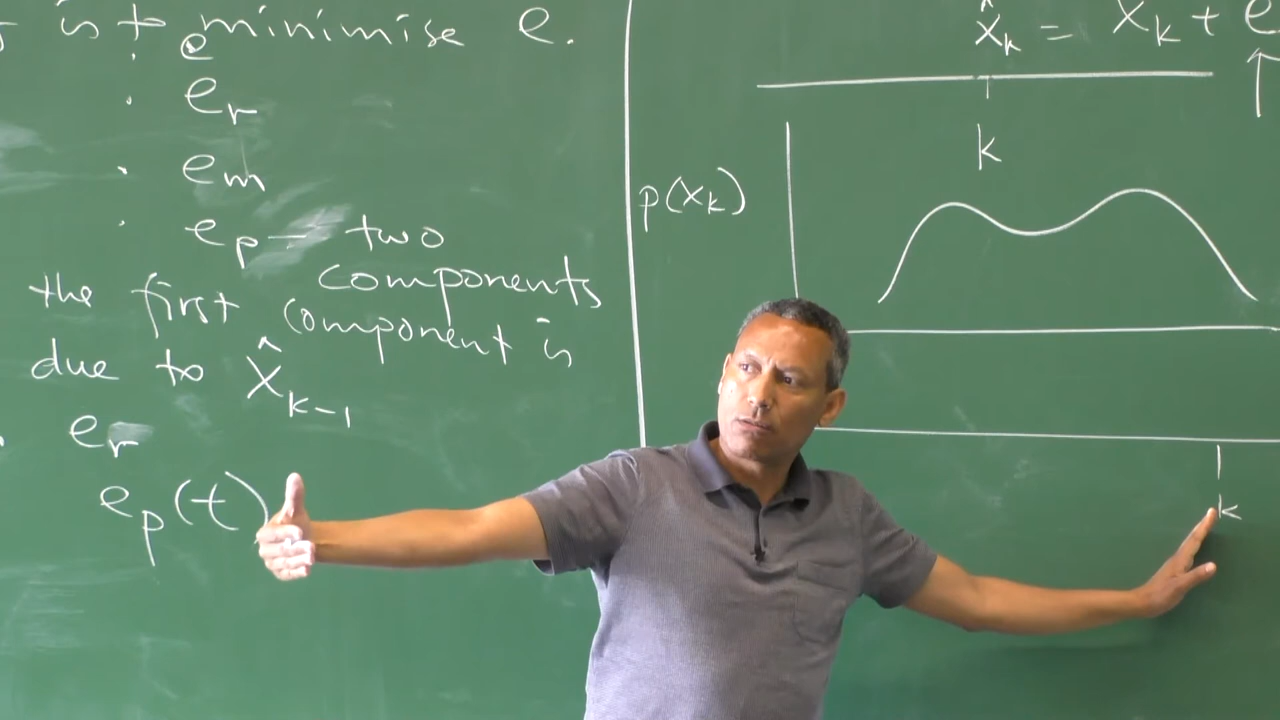 is to minimise e.
e
· er
· em
· ep – two components
the first component is
due to x̂k-1
· er
ep(t)
x̂k = xk + e
k
p(xk)
k